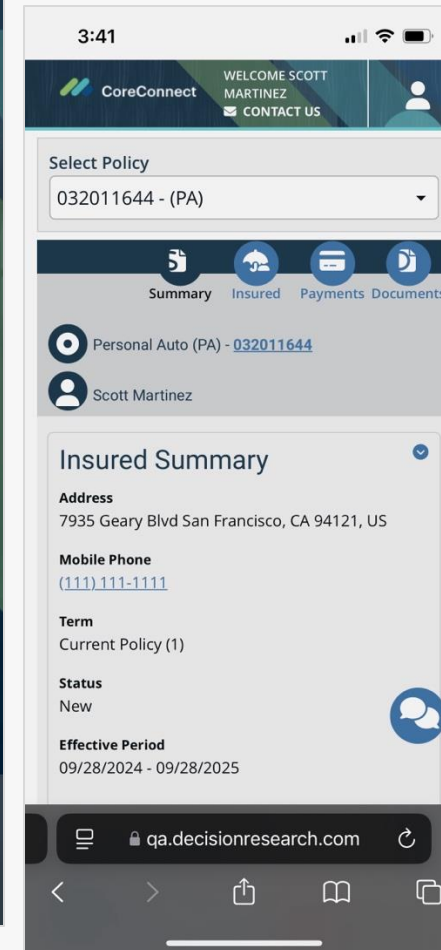 3:41
CoreConnect
WELCOME SCOTT
MARTINEZ
CONTACT US
Select Policy
032011644 - (PA)
Summary
Insured
Payments
Documents
Personal Auto (PA) - 032011644
Scott Martinez
Insured Summary
Address
7935 Geary Blvd San Francisco, CA 94121, US
Mobile Phone
(111) 111-1111
Term
Current Policy (1)
Status
New
Effective Period
09/28/2024 - 09/28/2025
qa.decisionresearch.com